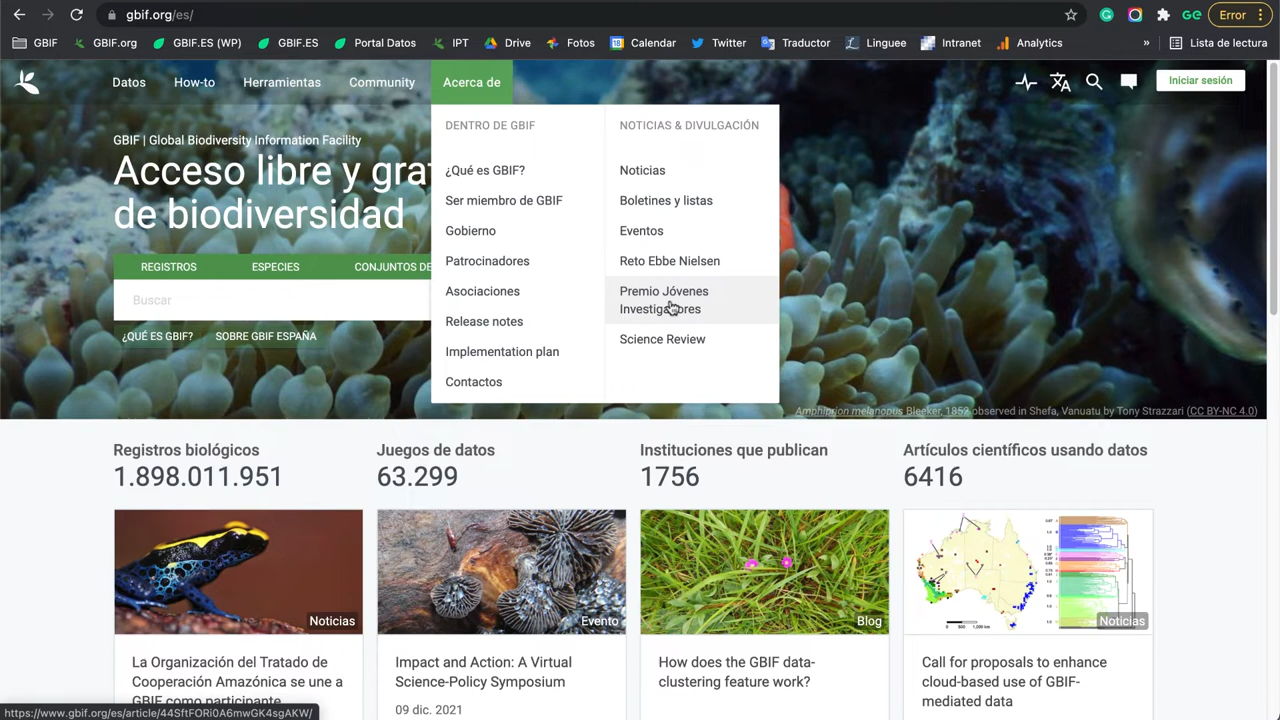 gbif.org/es/
Error
GBIF
GBIF.org
GBIF.ES (WP)
GBIF.ES
Portal Datos
IPT
Drive
Fotos
18 Calendar
Twitter
Traductor
Linguee
Intranet
Analytics
»
Lista de lectura
Datos
How-to
Herramientas
Community
Acerca de
Iniciar sesión
GBIF | Global Biodiversity Information Facility
Acceso libre y gra
de biodiversidad
REGISTROS
ESPECIES
CONJUNTOS DE
Buscar
¿QUÉ ES GBIF?
SOBRE GBIF ESPAÑA
DENTRO DE GBIF
¿Qué es GBIF?
Ser miembro de GBIF
Gobierno
Patrocinadores
Asociaciones
Release notes
Implementation plan
Contactos
NOTICIAS & DIVULGACIÓN
Noticias
Boletines y listas
Eventos
Reto Ebbe Nielsen
Premio Jóvenes
Investigadores
Science Review
Amphiprion melanopus Bleeker, 1852 observed in Shefa, Vanuatu by Tony Strazzari (CC BY-NC 4.0)
Registros biológicos
1.898.011.951
Juegos de datos
63.299
Instituciones que publican
1756
Artículos científicos usando datos
6416
Noticias
La Organización del Tratado de
Cooperación Amazónica se une a
GBIF como participante
Evento
Impact and Action: A Virtual
Science-Policy Symposium
09 dic. 2021
Blog
How does the GBIF data-
clustering feature work?
Noticias
Call for proposals to enhance
cloud-based use of GBIF-
mediated data
https://www.gbif.org/es/article/44SftFORi0A6mwGK4sgAKW/